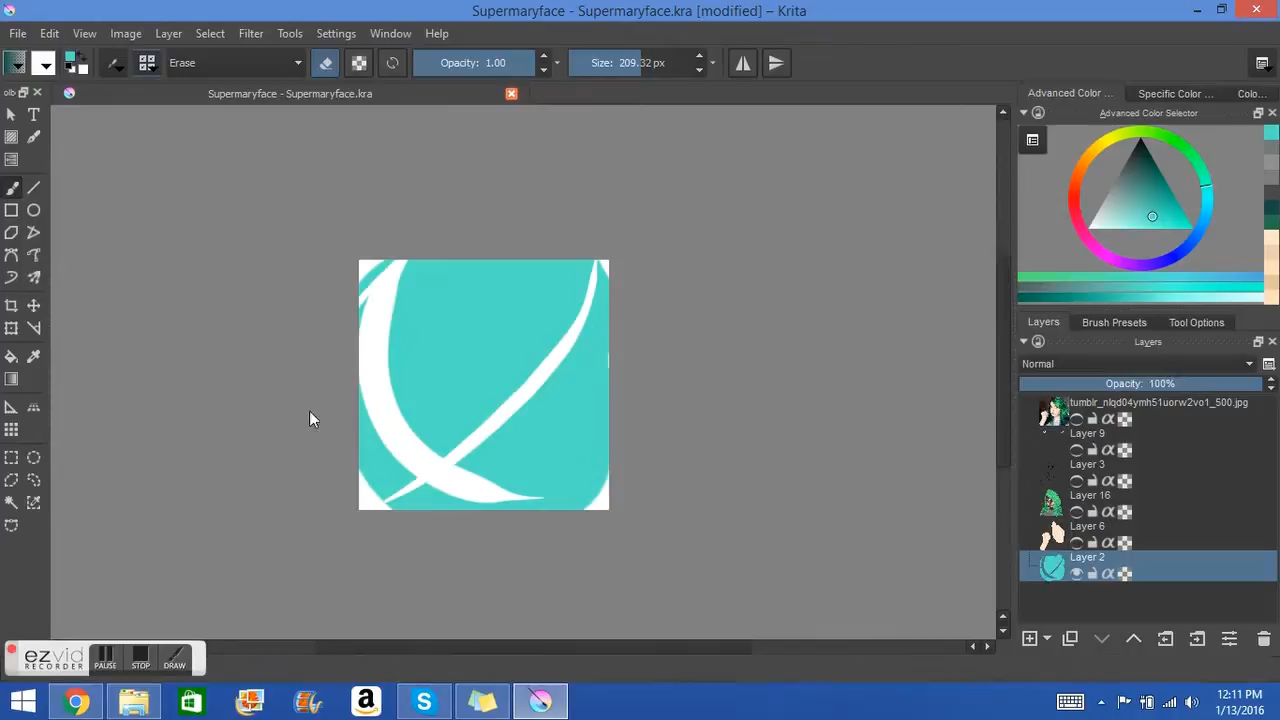 Supermaryface - Supermaryface.kra [modified] – Krita
File Edit View Image Layer Select Filter Tools Settings Window Help
Erase Opacity: 1.00 Size: 209.32 px
Supermaryface - Supermaryface.kra
Advanced Color ... Specific Color ... Colo...
Advanced Color Selector
Layers Brush Presets Tool Options
Layers
Normal
Opacity: 100%
tumblr_nlqd04ymh51uorw2vo1_500.jpg
Layer 9
Layer 3
Layer 16
Layer 6
Layer 2
ezvid
RECORDER
PAUSE STOP DRAW
12:11 PM
1/13/2016